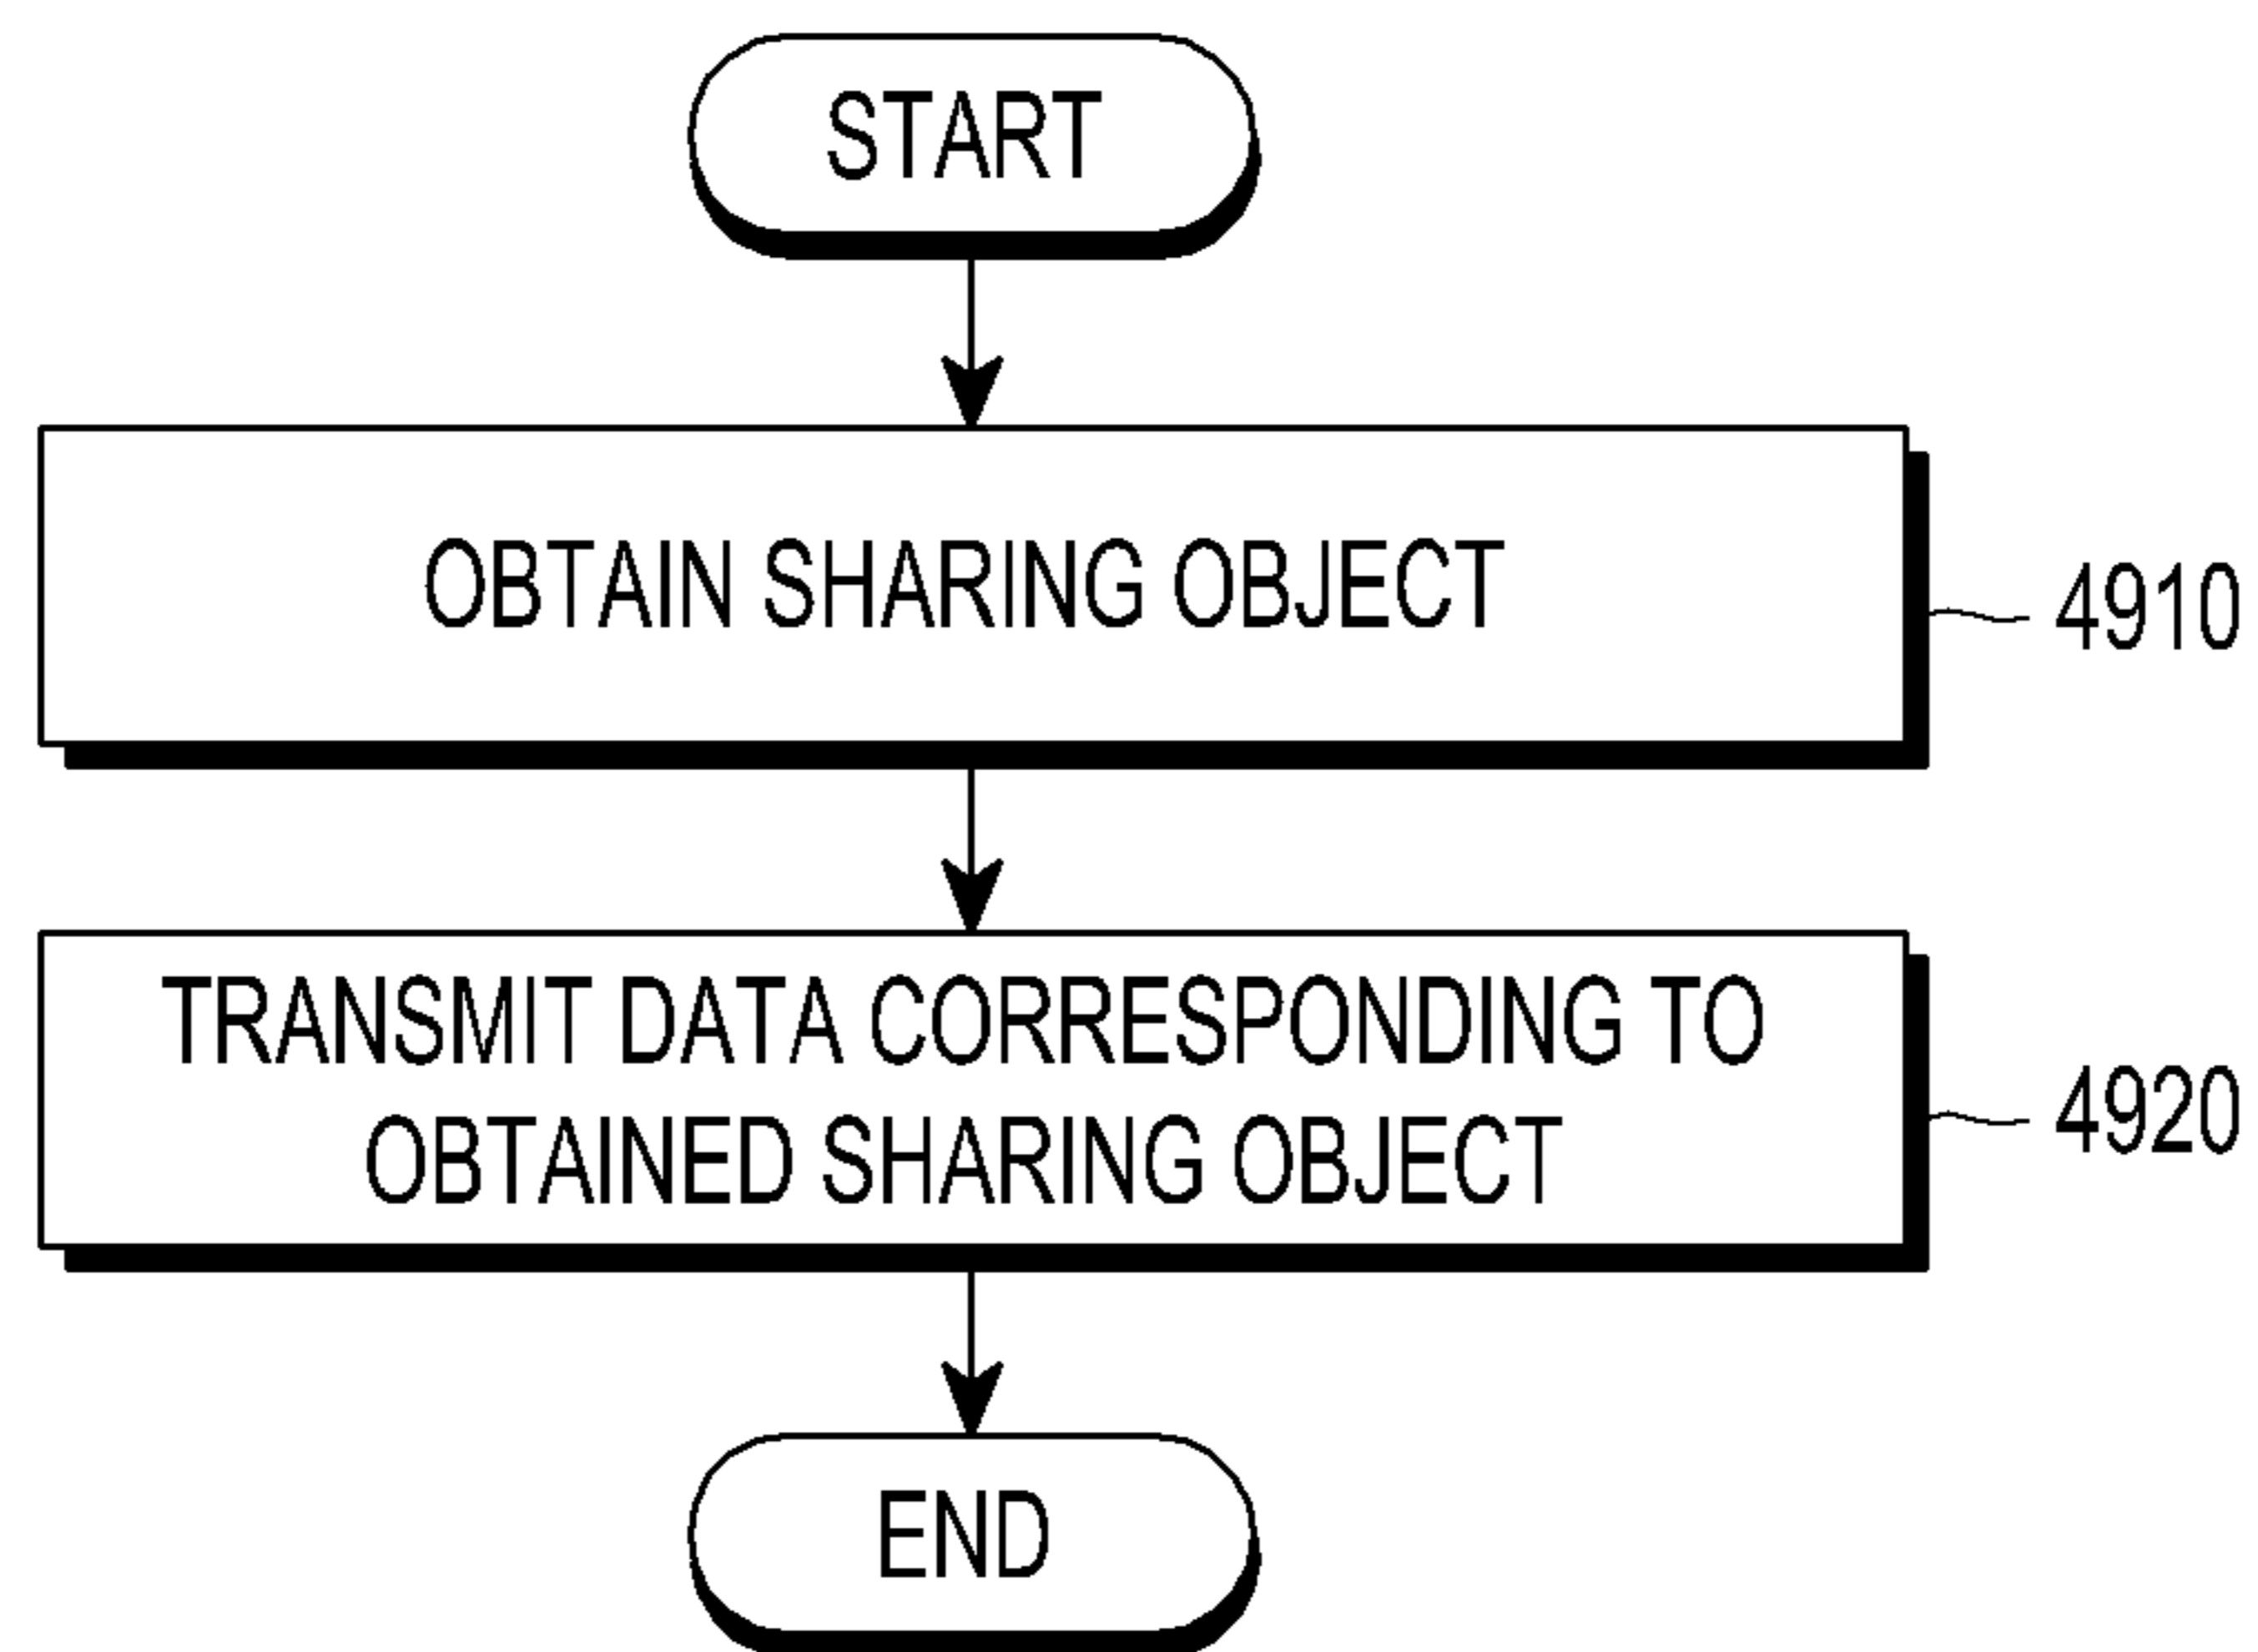 START
OBTAIN SHARING OBJECT
4910
TRANSMIT DATA CORRESPONDING TO
OBTAINED SHARING OBJECT
4920
END